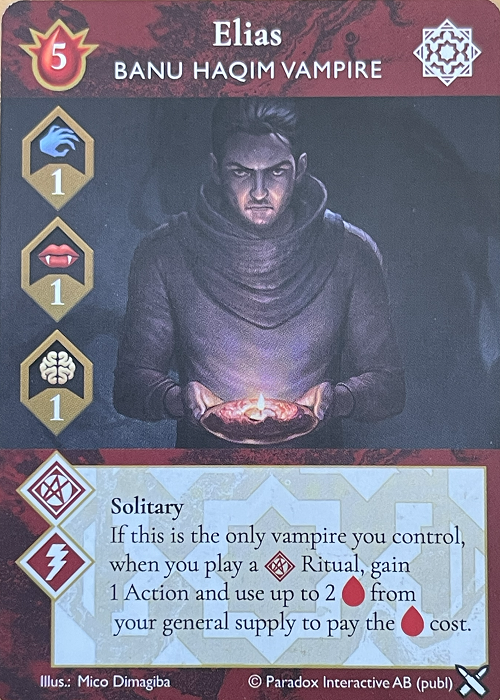 5
Elias
BANU HAQIM VAMPIRE
1
1
1
Solitary
If this is the only vampire you control,
when you play a Ritual, gain
1 Action and use up to 2 from
your general supply to pay the cost.
Illus.: Mico Dimagiba
© Paradox Interactive AB (publ)